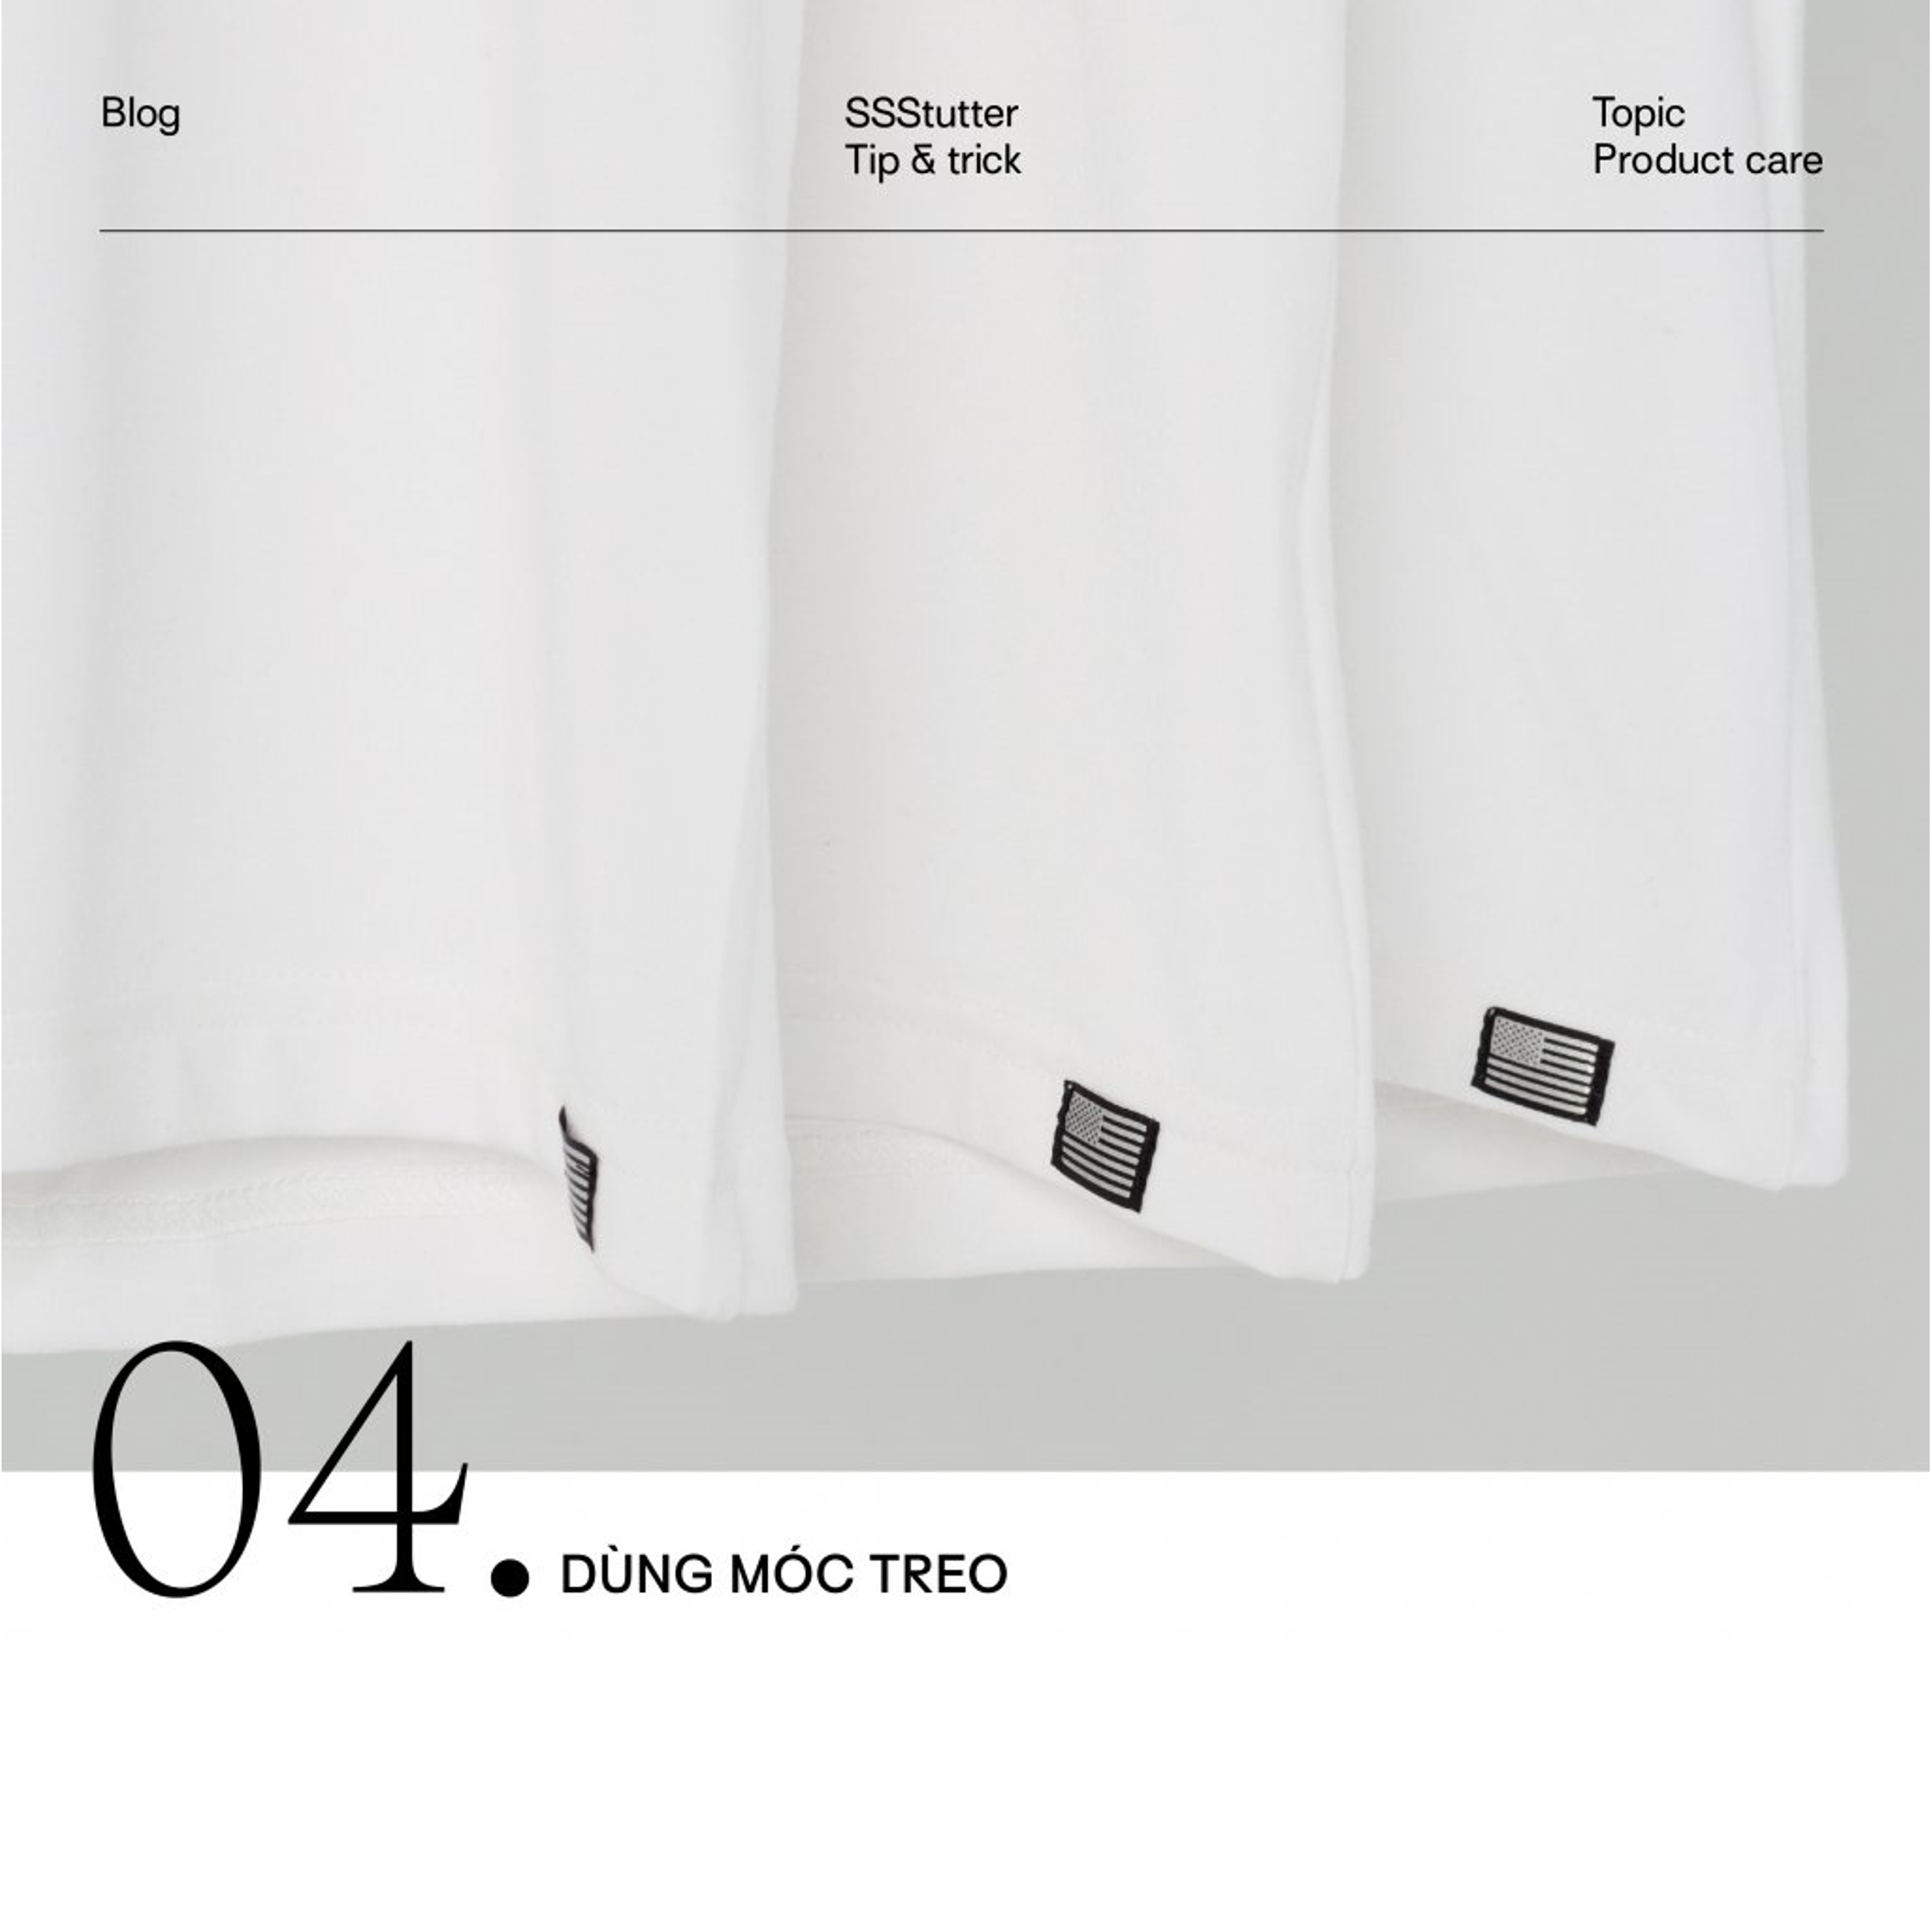 Blog
SSStutter
Tip & trick
Topic
Product care
04. DÙNG MÓC TREO